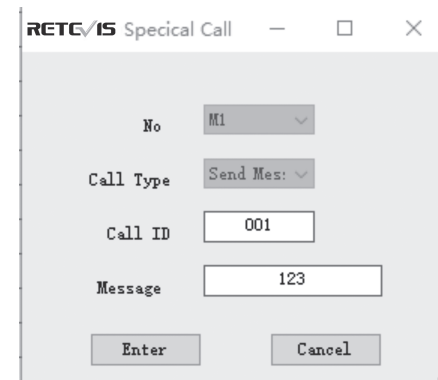 RETEVIS Specical Call
No M1
Call Type Send Mes:
Call ID 001
Message 123
Enter Cancel